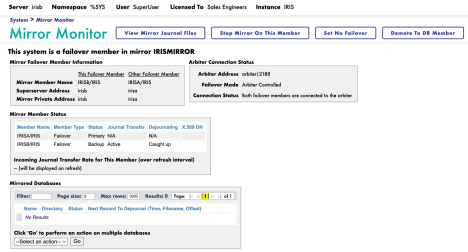 Server irisb Namespace %SYS User SuperUser Licensed To Sales Engineers Instance IRIS
System > Mirror Monitor
Mirror Monitor View Mirror Journal Files Stop Mirror On This Member Set No Failover Demote To DR Member
This system is a failover member in mirror IRISMIRROR
Mirror Failover Member Information
This Failover Member Other Failover Member
Mirror Member Name IRISB/IRIS IRISA/IRIS
Superserver Address irisb irisa
Mirror Private Address irisb irisa
Arbiter Connection Status
Arbiter Address arbiter|2188
Failover Mode Arbiter Controlled
Connection Status Both failover members are connected to the arbiter
Mirror Member Status
Member Name Member Type Status Journal Transfer Dejournaling X.509 DN
IRISA/IRIS Failover Primary N/A N/A
IRISB/IRIS Failover Backup Active Caught up
Incoming Journal Transfer Rate for This Member (over refresh interval)
-- (will be displayed on refresh)
Mirrored Databases
Filter: Page size: 0 Max rows: 1000 Results: 0 Page: |< << 1 >> >| of 1
Name Directory Status Next Record To Dejournal (Time, Filename, Offset)
No Results
Click 'Go' to perform an action on multiple databases
--Select an action-- Go